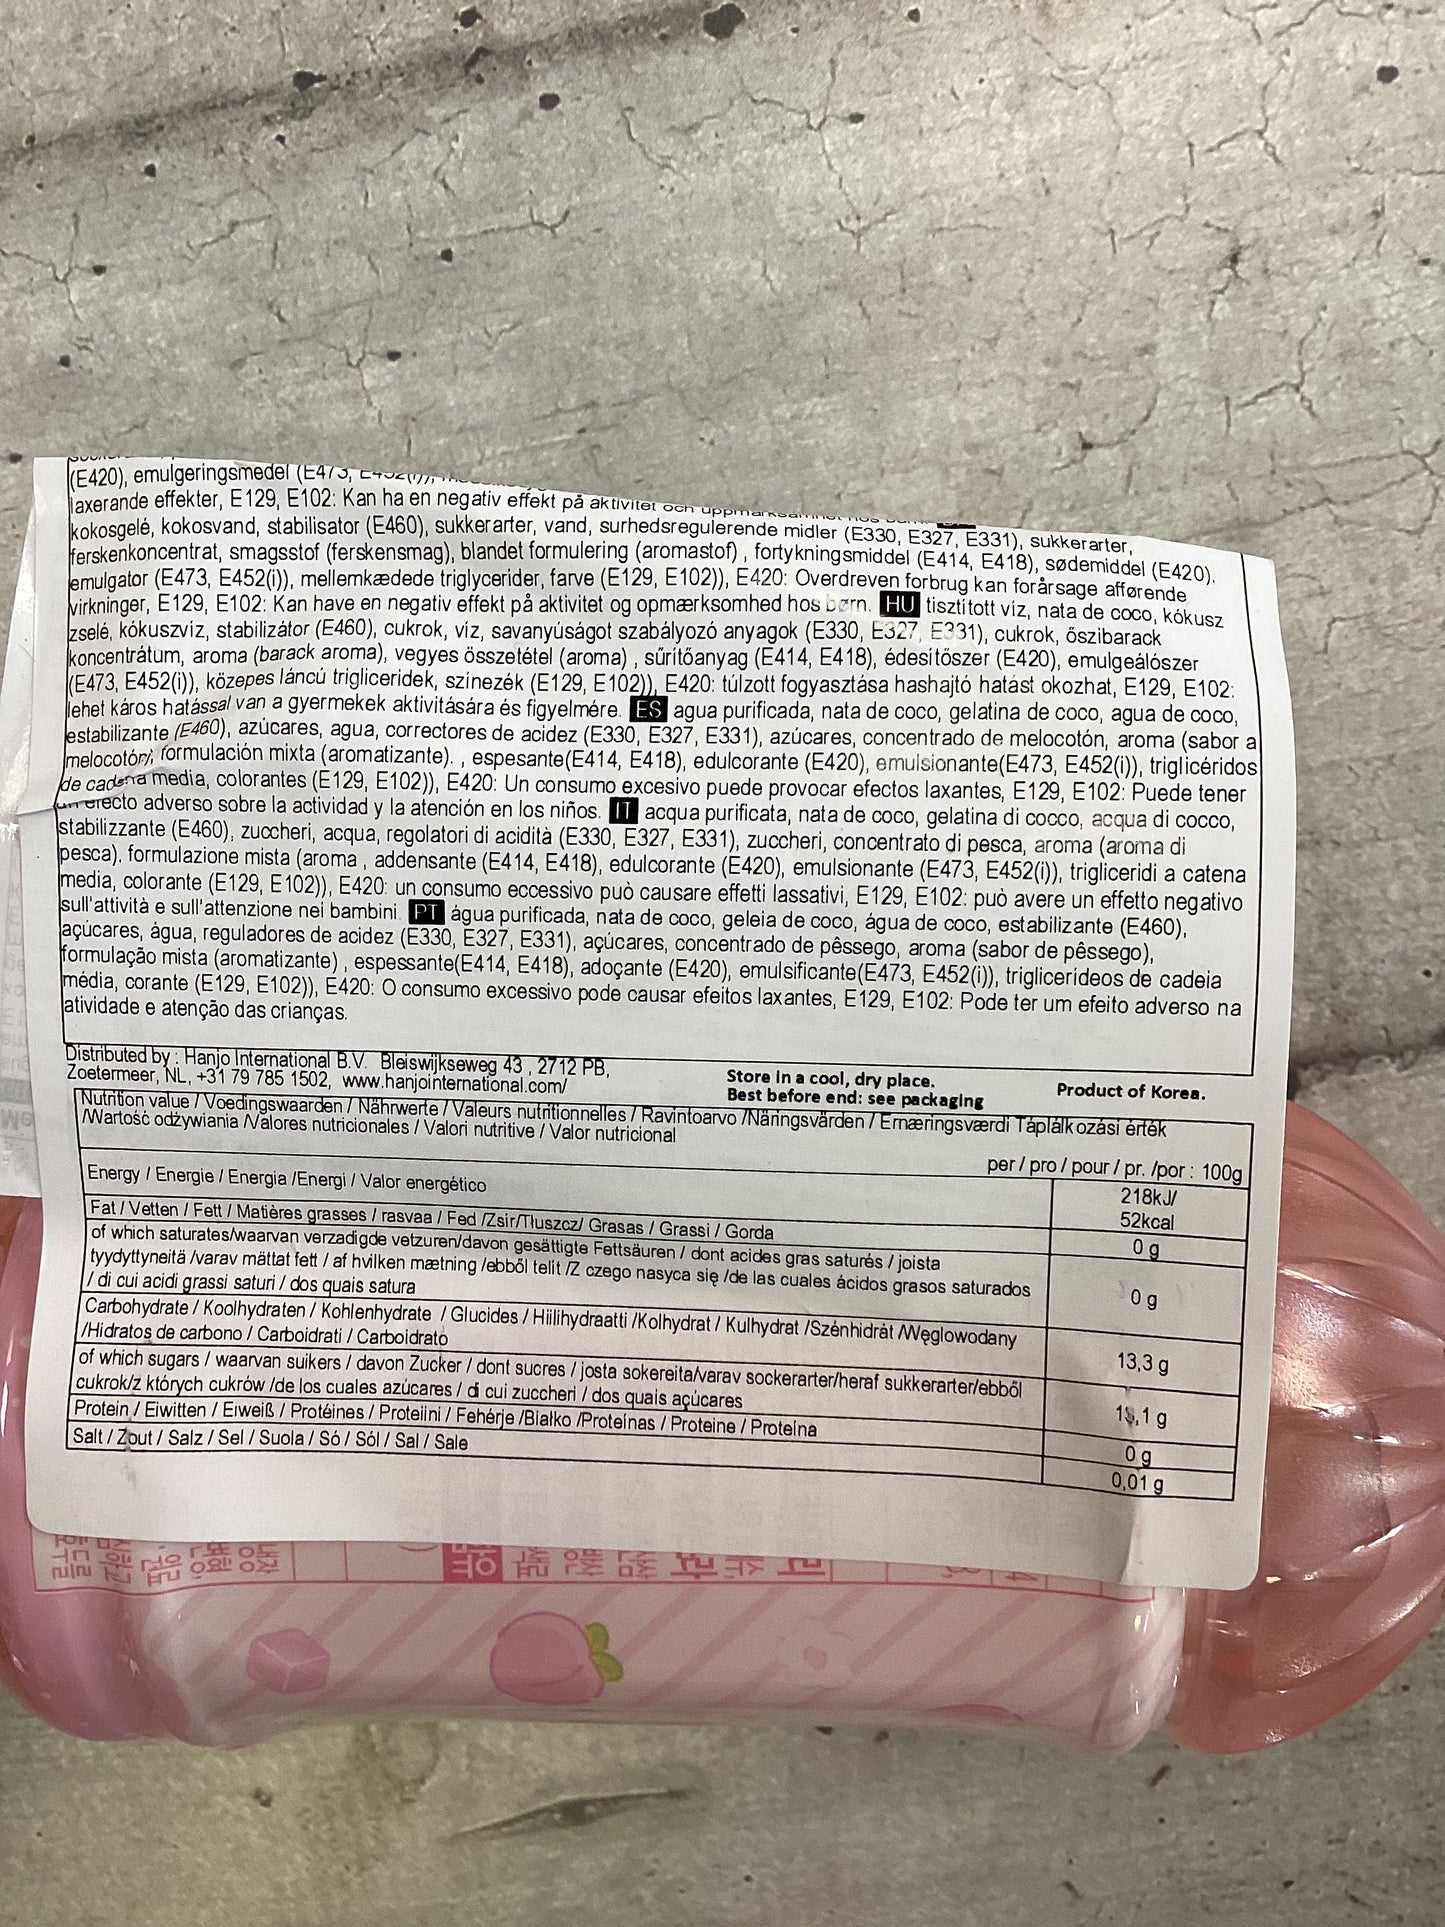 (E420), emulgeringsmedel (E473,
laxerande effekter, E129, E102: Kan ha en negativ effekt på aktivitet och
kokosgelé, kokosvand, stabilisator (E460), sukkerarter, vand, surhedsregulerende midler (E330, E327, E331), sukkerarter,
ferskenkoncentrat, smagsstof (ferskensmag), blandet formulering (aromastof) , fortykningsmiddel (E414, E418), sødemiddel (E420).
emulgator (E473, E452(i)), mellemkædede triglycerider, farve (E129, E102)), E420: Overdreven forbrug kan forårsage afførende
virkninger, E129, E102: Kan have en negativ effekt på aktivitet og opmærksomhed hos børn. HU tisztított víz, nata de coco, kókusz
zselé, kókuszvíz, stabilizátor (E460), cukrok, víz, savanyúságot szabályozó anyagok (E330, E327, E331), cukrok, őszibarack
koncentrátum, aroma (barack aroma), vegyes összetétel (aroma) , sűrítőanyag (E414, E418), édesítőszer (E420), emulgeálószer
(E473, E452(i)), közepes láncú trigliceridek, színezék (E129, E102)), E420: túlzott fogyasztása hashajtó hatást okozhat, E129, E102:
lehet káros hatással van a gyermekek aktivitására és figyelmére. ES agua purificada, nata de coco, gelatina de coco, agua de coco,
estabilizante (E460), azúcares, agua, correctores de acidez (E330, E327, E331), azúcares, concentrado de melocotón, aroma (sabor a
melocotón), formulación mixta (aromatizante). , espesante(E414, E418), edulcorante (E420), emulsionante(E473, E452(i)), triglicéridos
de cadena media, colorantes (E129, E102)), E420: Un consumo excesivo puede provocar efectos laxantes, E129, E102: Puede tener
un efecto adverso sobre la actividad y la atención en los niños. IT acqua purificata, nata de coco, gelatina di cocco, acqua di cocco,
stabilizzante (E460), zuccheri, acqua, regolatori di acidità (E330, E327, E331), zuccheri, concentrato di pesca, aroma (aroma di
pesca), formulazione mista (aroma , addensante (E414, E418), edulcorante (E420), emulsionante (E473, E452(i)), trigliceridi a catena
media, colorante (E129, E102)), E420: un consumo eccessivo può causare effetti lassativi, E129, E102: può avere un effetto negativo
sull'attività e sull'attenzione nei bambini. PT água purificada, nata de coco, geleia de coco, água de coco, estabilizante (E460),
açúcares, água, reguladores de acidez (E330, E327, E331), açúcares, concentrado de pêssego, aroma (sabor de pêssego),
formulação mista (aromatizante) , espessante(E414, E418), adoçante (E420), emulsificante(E473, E452(i)), triglicerídeos de cadeia
média, corante (E129, E102)), E420: O consumo excessivo pode causar efeitos laxantes, E129, E102: Pode ter um efeito adverso na
atividade e atenção das crianças.
Distributed by : Hanjo International B.V. Bleiswijkseweg 43 , 2712 PB,
Zoetermeer, NL, +31 79 785 1502, www.hanjointernational.com/
Store in a cool, dry place.
Best before end: see packaging
Product of Korea.
Nutrition value / Voedingswaarden / Nährwerte / Valeurs nutritionnelles / Ravintoarvo /Näringsvärden / Ernæringsværdi Táplálkozási érték
/Wartość odżywiania /Valores nutricionales / Valori nutritive / Valor nutricional
per / pro / pour / pr. /por : 100g
Energy / Energie / Energia /Energi / Valor energético
218kJ/
52kcal
Fat / Vetten / Fett / Matières grasses / rasvaa / Fed /Zsir/Tłuszcz/ Grasas / Grassi / Gorda
0 g
of which saturates/waarvan verzadigde vetzuren/davon gesättigte Fettsäuren / dont acides gras saturés / joista
tyydyttyneitä /varav mättat fett / af hvilken mætning /ebből telít /Z czego nasyca się /de las cuales ácidos grasos saturados
/ di cui acidi grassi saturi / dos quais satura
0 g
Carbohydrate / Koolhydraten / Kohlenhydrate / Glucides / Hiilihydraatti /Kolhydrat / Kulhydrat /Szénhidrát /Węglowodany
/Hidratos de carbono / Carboidrati / Carboidrato
13,3 g
of which sugars / waarvan suikers / davon Zucker / dont sucres / josta sokereita/varav sockerarter/heraf sukkerarter/ebből
cukrok/z których cukrów /de los cuales azúcares / di cui zuccheri / dos quais açúcares
Protein / Eiwitten / Eiweiß / Protéines / Proteiini / Fehérje /Białko /Proteínas / Proteine / Proteína
0 g
Salt / Zout / Salz / Sel / Suola / Só / Sól / Sal / Sale
0,01 g